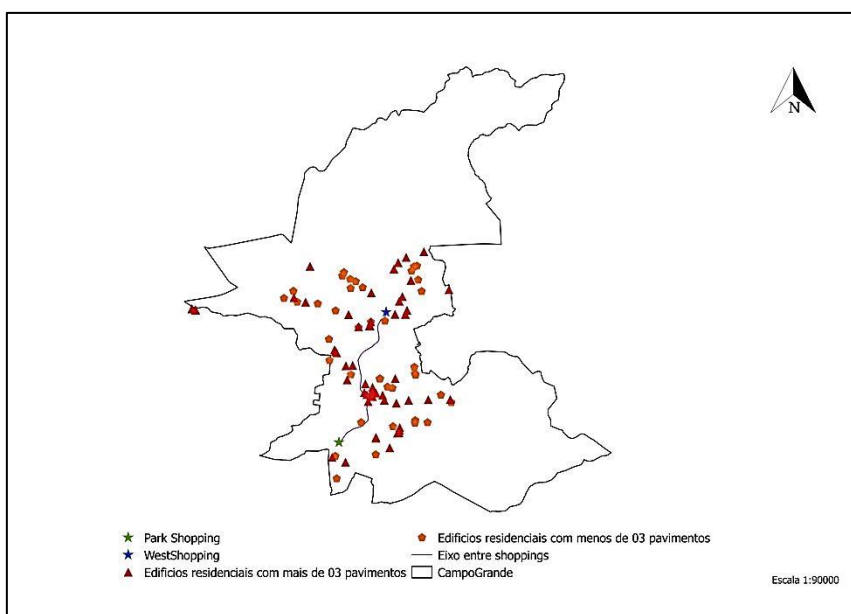 N
Park Shopping
WestShopping
Edificios residenciais com mais de 03 pavimentos
Edificios residenciais com menos de 03 pavimentos
Eixo entre shoppings
CampoGrande
Escala 1:90000